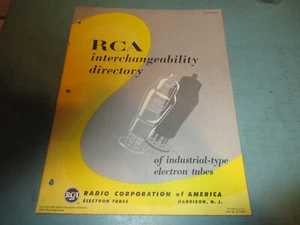 RCA
interchangeability
directory
of industrial-type
electron tubes
RCA
RADIO CORPORATION of AMERICA
ELECTRON TUBES
HARRISON, N. J.